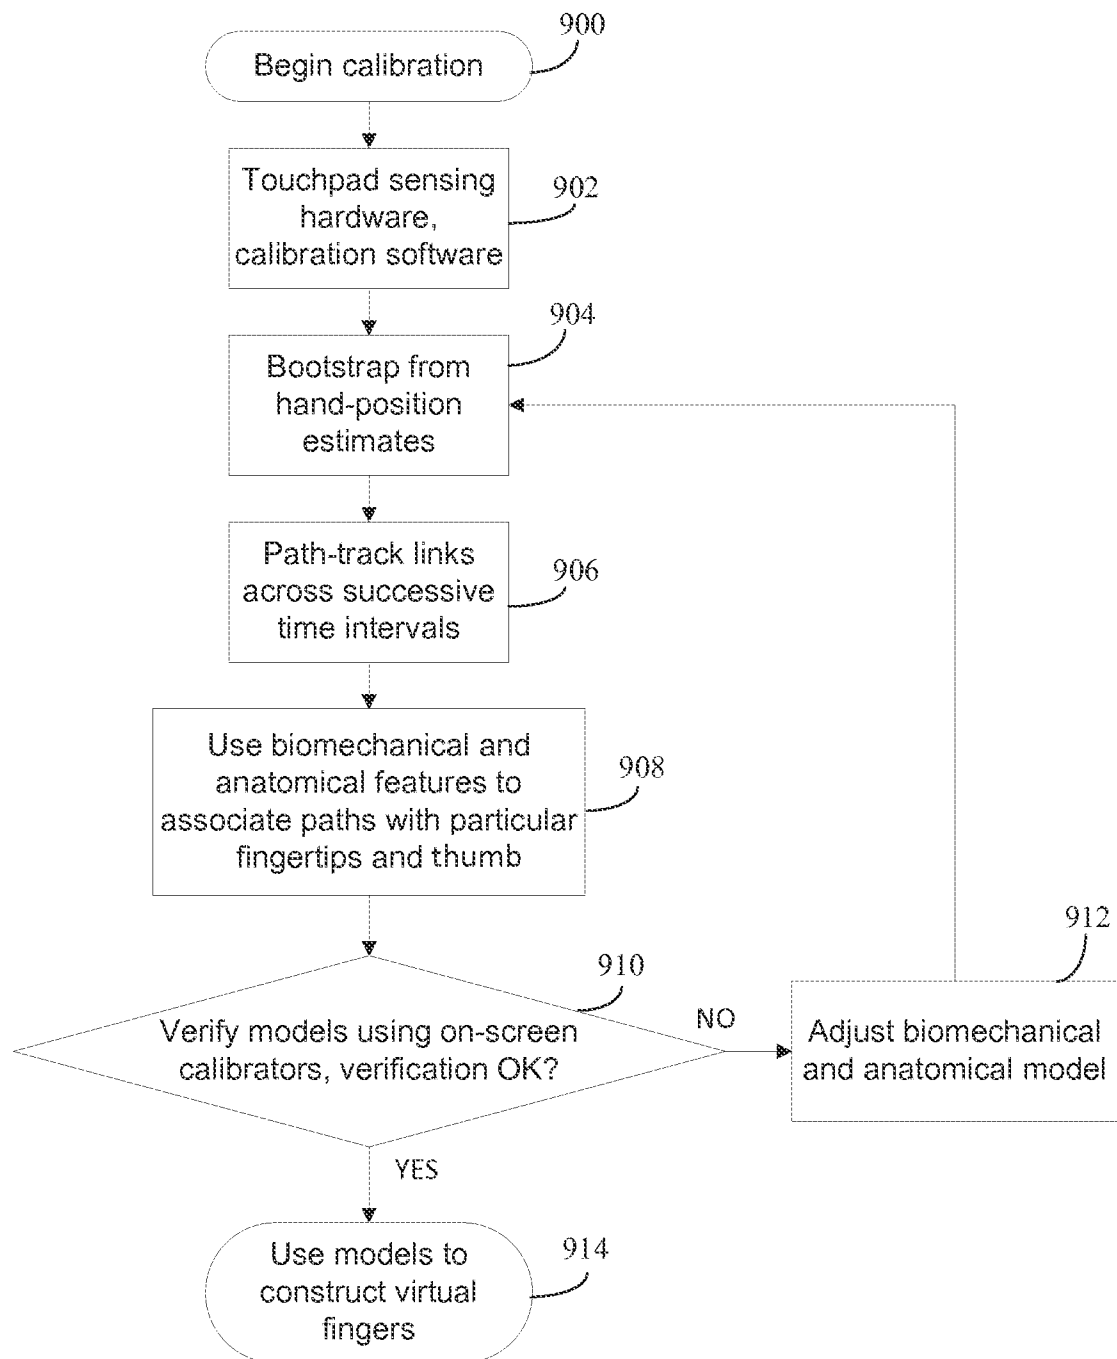 900
Begin calibration
902
Touchpad sensing
hardware,
calibration software
904
Bootstrap from
hand-position
estimates
906
Path-track links
across successive
time intervals
908
Use biomechanical and
anatomical features to
associate paths with particular
fingertips and thumb
910
Verify models using on-screen
calibrators, verification OK?
NO
912
Adjust biomechanical
and anatomical model
YES
914
Use models to
construct virtual
fingers